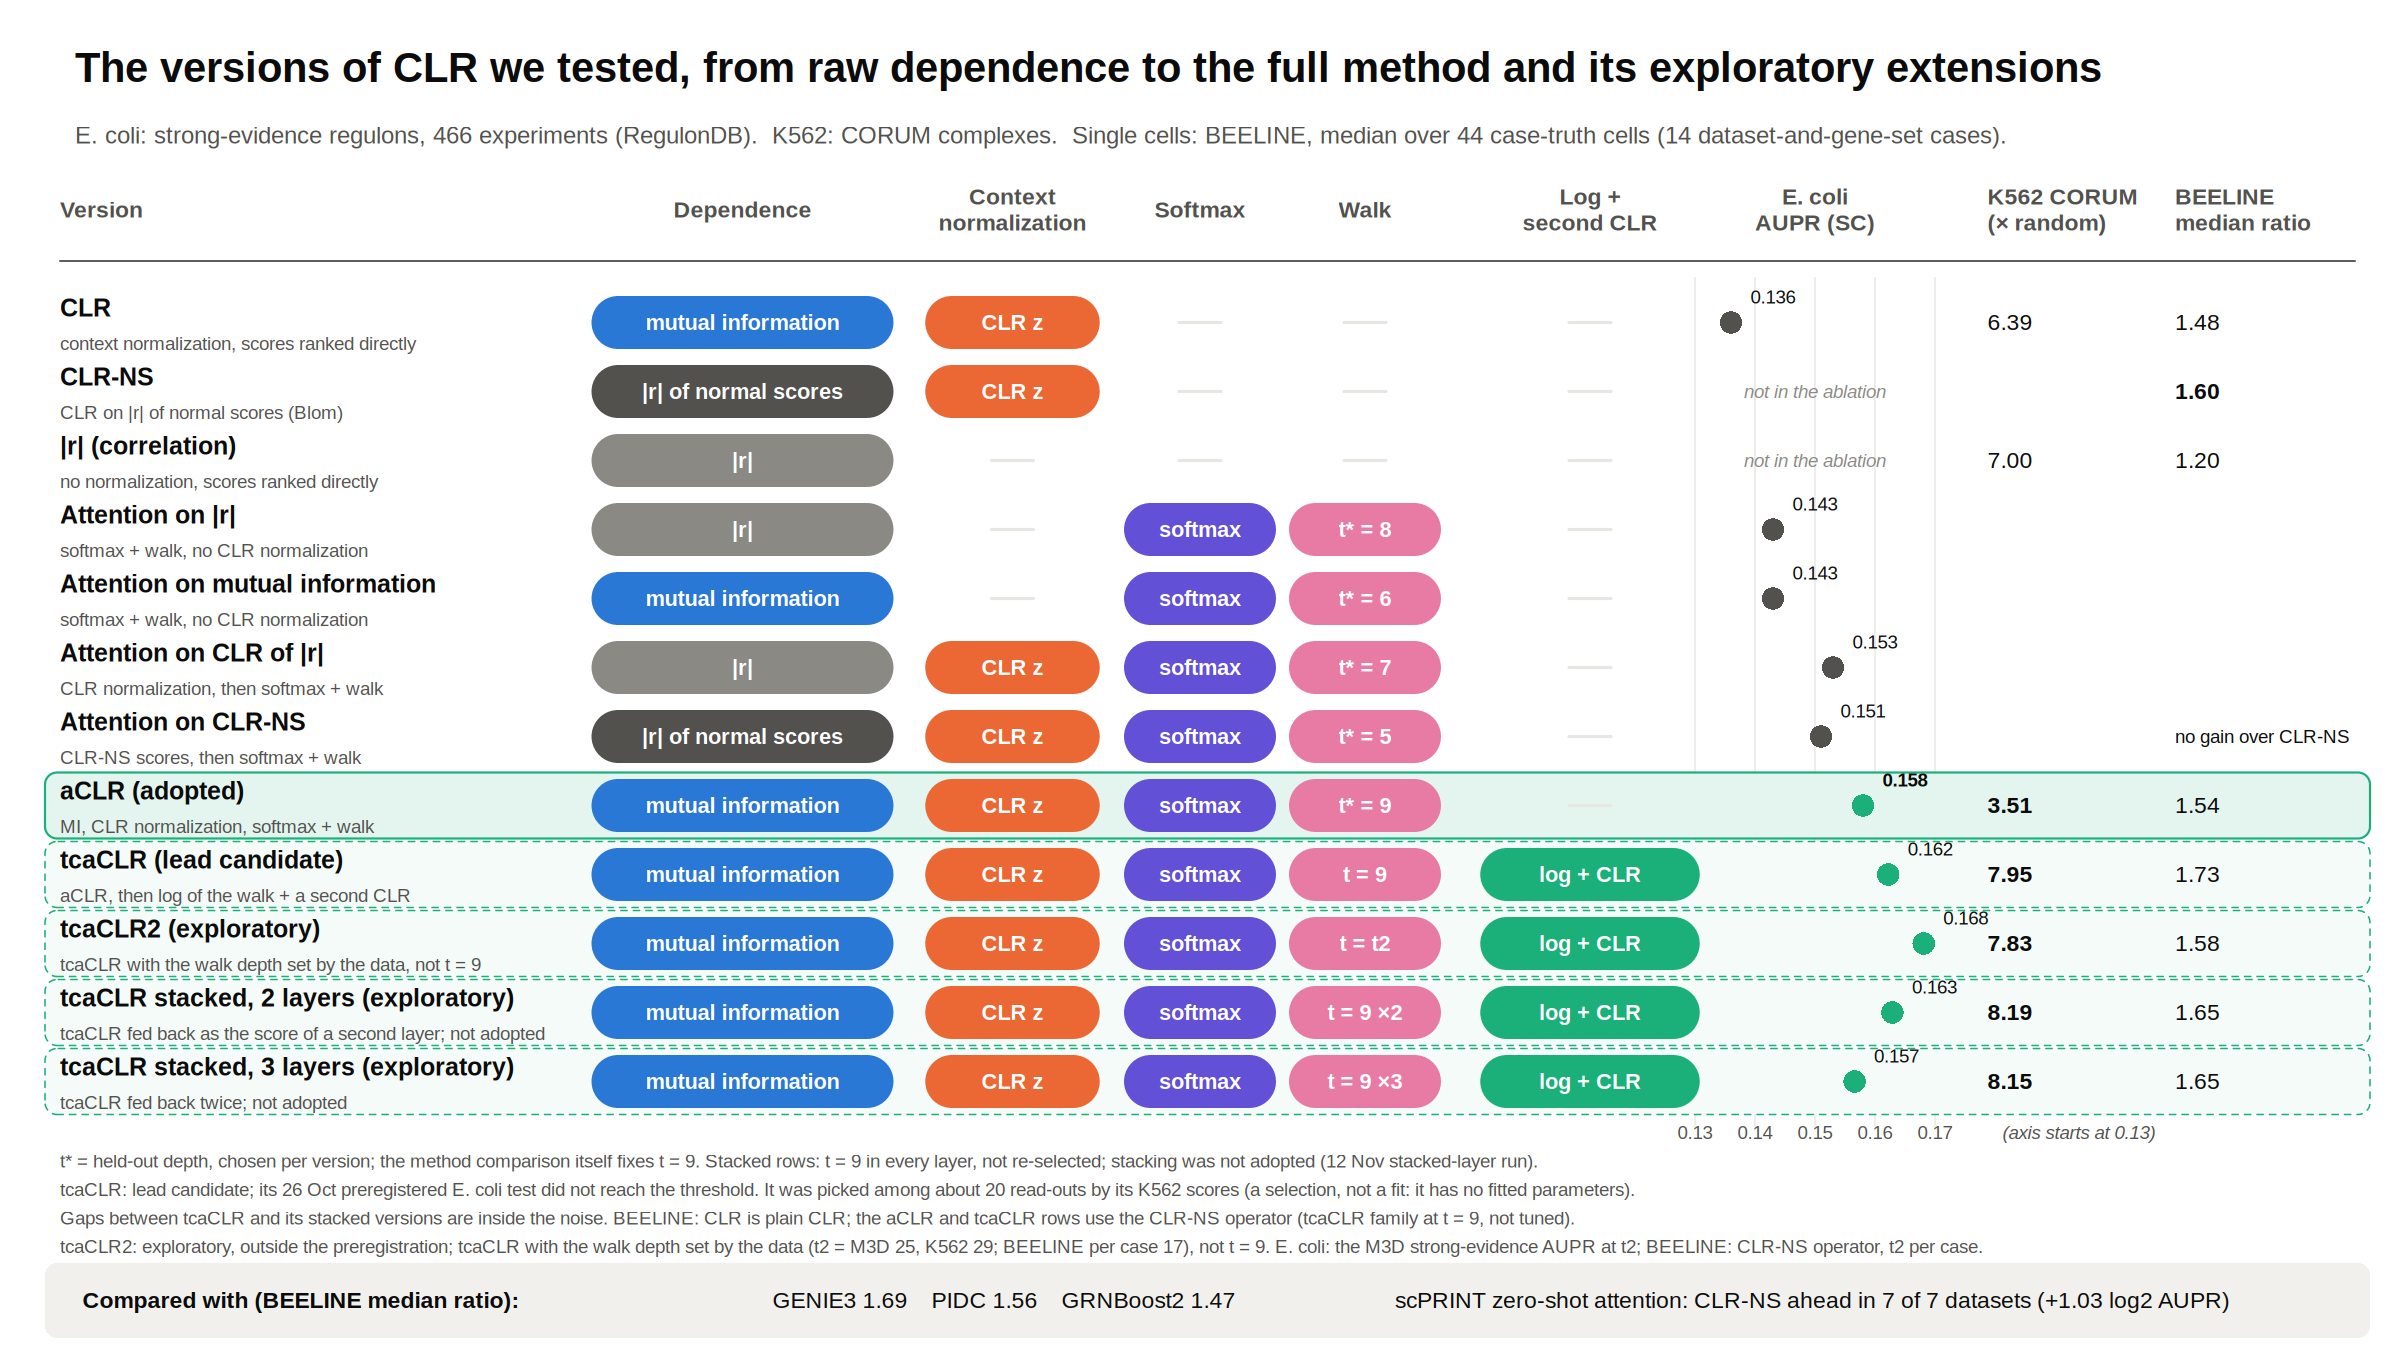 The versions of CLR we tested, from raw dependence to the full method and its exploratory extensions
E. coli: strong-evidence regulons, 466 experiments (RegulonDB).  K562: CORUM complexes.  Single cells: BEELINE, median over 44 case-truth cells (14 dataset-and-gene-set cases).
Version
Dependence
Context
normalization
Softmax
Walk
Log +
second CLR
E. coli
AUPR (SC)
K562 CORUM
(× random)
BEELINE
median ratio
CLR
context normalization, scores ranked directly
mutual information
CLR z
0.136
6.39
1.48
CLR-NS
CLR on |r| of normal scores (Blom)
|r| of normal scores
CLR z
not in the ablation
1.60
|r| (correlation)
no normalization, scores ranked directly
|r|
not in the ablation
7.00
1.20
Attention on |r|
softmax + walk, no CLR normalization
|r|
softmax
t* = 8
0.143
Attention on mutual information
softmax + walk, no CLR normalization
mutual information
softmax
t* = 6
0.143
Attention on CLR of |r|
CLR normalization, then softmax + walk
|r|
CLR z
softmax
t* = 7
0.153
Attention on CLR-NS
CLR-NS scores, then softmax + walk
|r| of normal scores
CLR z
softmax
t* = 5
0.151
no gain over CLR-NS
aCLR (adopted)
MI, CLR normalization, softmax + walk
mutual information
CLR z
softmax
t* = 9
0.158
3.51
1.54
tcaCLR (lead candidate)
aCLR, then log of the walk + a second CLR
mutual information
CLR z
softmax
t = 9
log + CLR
0.162
7.95
1.73
tcaCLR2 (exploratory)
tcaCLR with the walk depth set by the data, not t = 9
mutual information
CLR z
softmax
t = t2
log + CLR
0.168
7.83
1.58
tcaCLR stacked, 2 layers (exploratory)
tcaCLR fed back as the score of a second layer; not adopted
mutual information
CLR z
softmax
t = 9 ×2
log + CLR
0.163
8.19
1.65
tcaCLR stacked, 3 layers (exploratory)
tcaCLR fed back twice; not adopted
mutual information
CLR z
softmax
t = 9 ×3
log + CLR
0.157
8.15
1.65
0.13 0.14 0.15 0.16 0.17 (axis starts at 0.13)
t* = held-out depth, chosen per version; the method comparison itself fixes t = 9. Stacked rows: t = 9 in every layer, not re-selected; stacking was not adopted (12 Nov stacked-layer run).
tcaCLR: lead candidate; its 26 Oct preregistered E. coli test did not reach the threshold. It was picked among about 20 read-outs by its K562 scores (a selection, not a fit: it has no fitted parameters).
Gaps between tcaCLR and its stacked versions are inside the noise. BEELINE: CLR is plain CLR; the aCLR and tcaCLR rows use the CLR-NS operator (tcaCLR family at t = 9, not tuned).
tcaCLR2: exploratory, outside the preregistration; tcaCLR with the walk depth set by the data (t2 = M3D 25, K562 29; BEELINE per case 17), not t = 9. E. coli: the M3D strong-evidence AUPR at t2; BEELINE: CLR-NS operator, t2 per case.
Compared with (BEELINE median ratio): GENIE3 1.69 PIDC 1.56 GRNBoost2 1.47 scPRINT zero-shot attention: CLR-NS ahead in 7 of 7 datasets (+1.03 log2 AUPR)